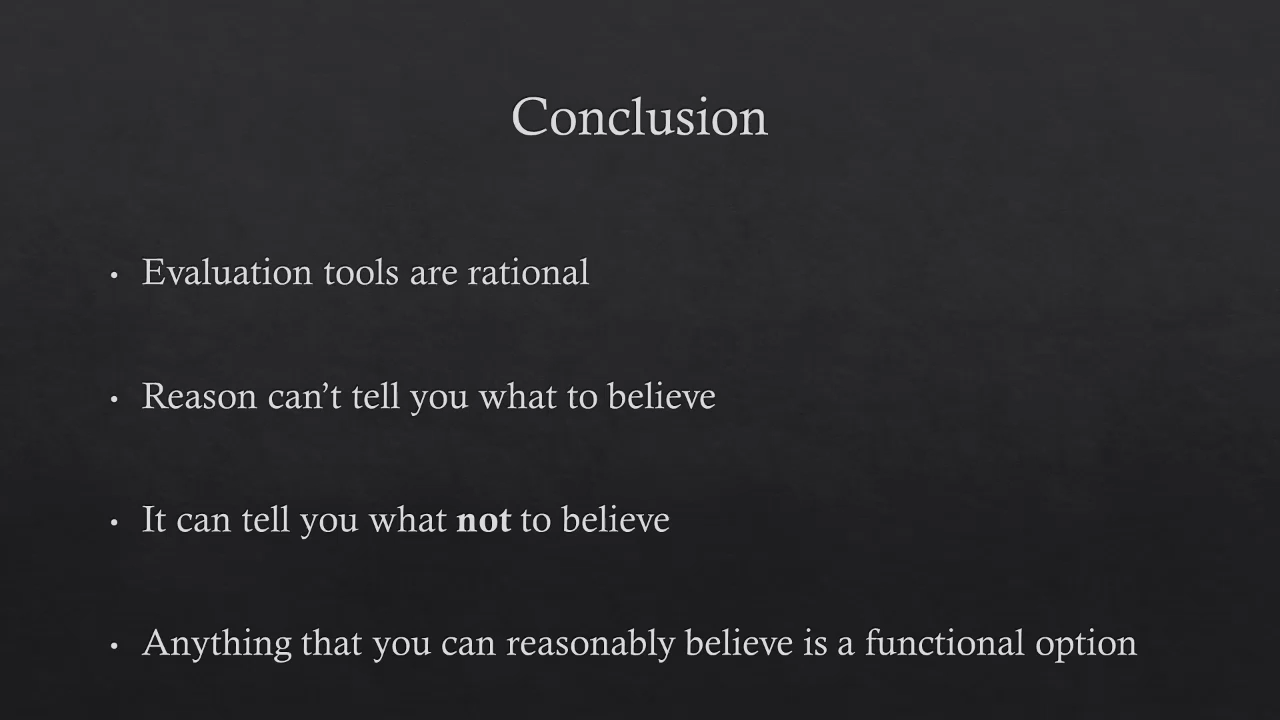 Conclusion
• Evaluation tools are rational
• Reason can’t tell you what to believe
• It can tell you what not to believe
• Anything that you can reasonably believe is a functional option